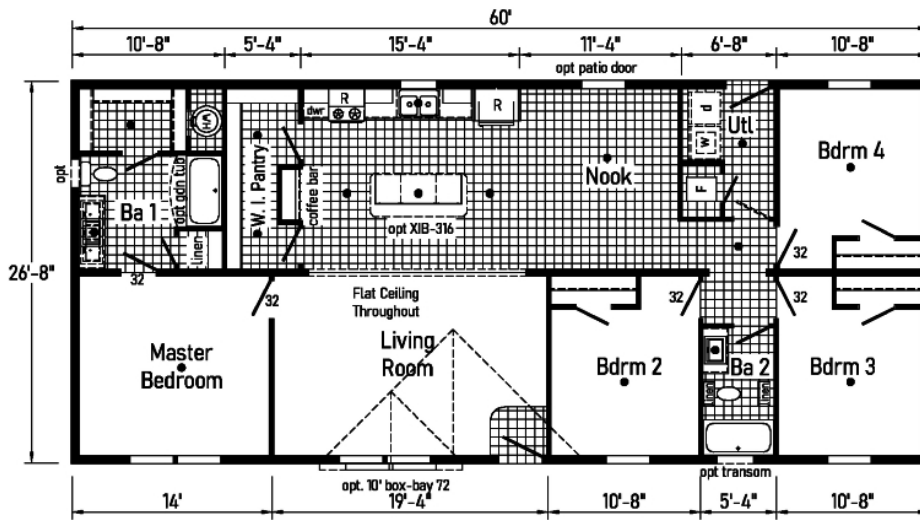 60'
10'-8"
5'-4"
15'-4"
11'-4"
6'-8"
10'-8"
opt patio door
R
dwr
R
d
W
Utl
WH
opt
opt gdn tub
Ba 1
linen
W. I. Pantry
coffee bar
opt XIB-316
Nook
F
Bdrm 4
26'-8"
32
32
32
32
32
Flat Ceiling
Throughout
Master
Bedroom
Living
Room
Bdrm 2
Ba 2
linen
linen
Bdrm 3
opt. 10' box-bay 72
opt transom
14'
19'-4"
10'-8"
5'-4"
10'-8"